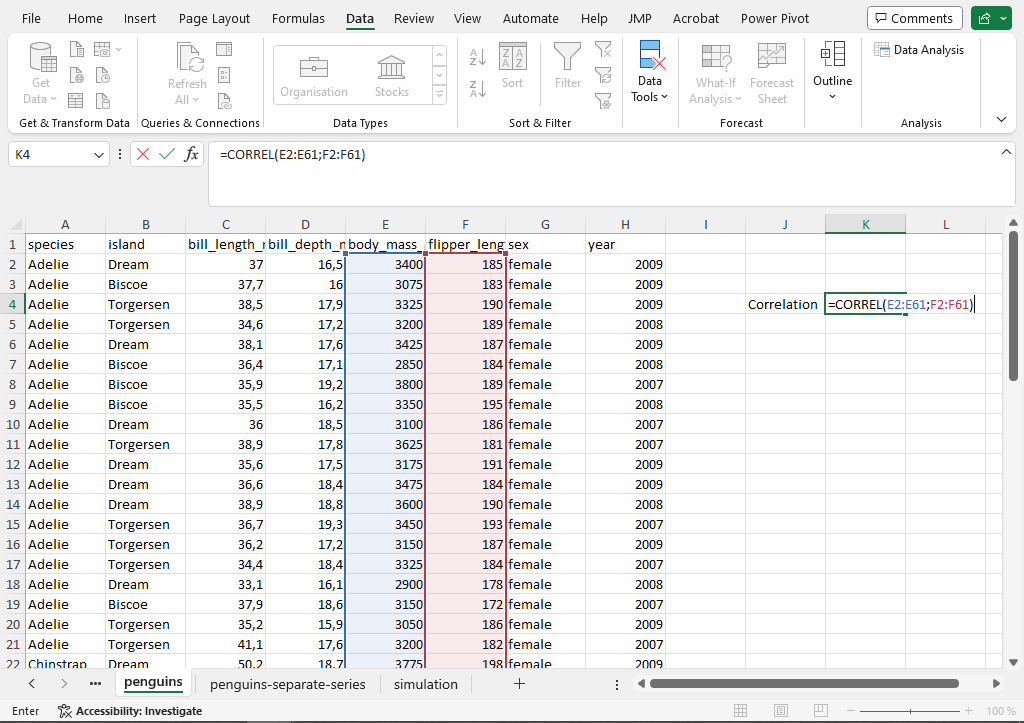 File Home Insert Page Layout Formulas Data Review View Automate Help JMP Acrobat Power Pivot Comments
Get Data Refresh All Organisation Stocks Sort Filter Data Tools What-If Analysis Forecast Sheet Outline Data Analysis
Get & Transform Data Queries & Connections Data Types Sort & Filter Forecast Analysis
K4 fx =CORREL(E2:E61;F2:F61)
A B C D E F G H I J K L
1 species island bill_length_ bill_depth_ body_mass_ flipper_leng sex year
2 Adelie Dream 37 16,5 3400 185 female 2009
3 Adelie Biscoe 37,7 16 3075 183 female 2009
4 Adelie Torgersen 38,5 17,9 3325 190 female 2009 Correlation =CORREL(E2:E61;F2:F61)
5 Adelie Torgersen 34,6 17,2 3200 189 female 2008
6 Adelie Dream 38,1 17,6 3425 187 female 2009
7 Adelie Biscoe 36,4 17,1 2850 184 female 2008
8 Adelie Biscoe 35,9 19,2 3800 189 female 2007
9 Adelie Biscoe 35,5 16,2 3350 195 female 2008
10 Adelie Dream 36 18,5 3100 186 female 2007
11 Adelie Torgersen 38,9 17,8 3625 181 female 2007
12 Adelie Dream 35,6 17,5 3175 191 female 2009
13 Adelie Dream 36,6 18,4 3475 184 female 2009
14 Adelie Dream 38,9 18,8 3600 190 female 2008
15 Adelie Torgersen 36,7 19,3 3450 193 female 2007
16 Adelie Torgersen 36,2 17,2 3150 187 female 2009
17 Adelie Torgersen 34,4 18,4 3325 184 female 2007
18 Adelie Dream 33,1 16,1 2900 178 female 2008
19 Adelie Biscoe 37,9 18,6 3150 172 female 2007
20 Adelie Torgersen 35,2 15,9 3050 186 female 2009
21 Adelie Torgersen 41,1 17,6 3200 182 female 2007
22 Chinstrap Dream 50,2 18,7 3775 198 female 2009
penguins penguins-separate-series simulation
Enter Accessibility: Investigate 100 %